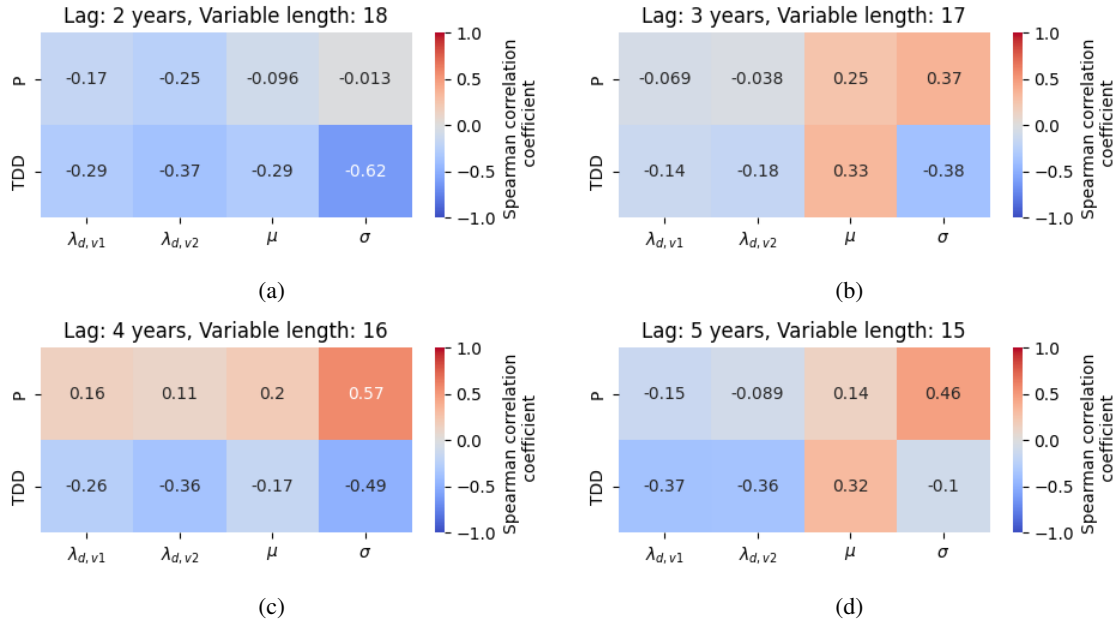 Lag: 2 years, Variable length: 18
P
-0.17 -0.25 -0.096 -0.013
TDD
-0.29 -0.37 -0.29 -0.62
λd,v1 λd,v2 μ σ
1.0
0.5
0.0
−0.5
−1.0
Spearman correlation
coefficient
(a)
Lag: 3 years, Variable length: 17
P
-0.069 -0.038 0.25 0.37
TDD
-0.14 -0.18 0.33 -0.38
λd,v1 λd,v2 μ σ
1.0
0.5
0.0
−0.5
−1.0
Spearman correlation
coefficient
(b)
Lag: 4 years, Variable length: 16
P
0.16 0.11 0.2 0.57
TDD
-0.26 -0.36 -0.17 -0.49
λd,v1 λd,v2 μ σ
1.0
0.5
0.0
−0.5
−1.0
Spearman correlation
coefficient
(c)
Lag: 5 years, Variable length: 15
P
-0.15 -0.089 0.14 0.46
TDD
-0.37 -0.36 0.32 -0.1
λd,v1 λd,v2 μ σ
1.0
0.5
0.0
−0.5
−1.0
Spearman correlation
coefficient
(d)